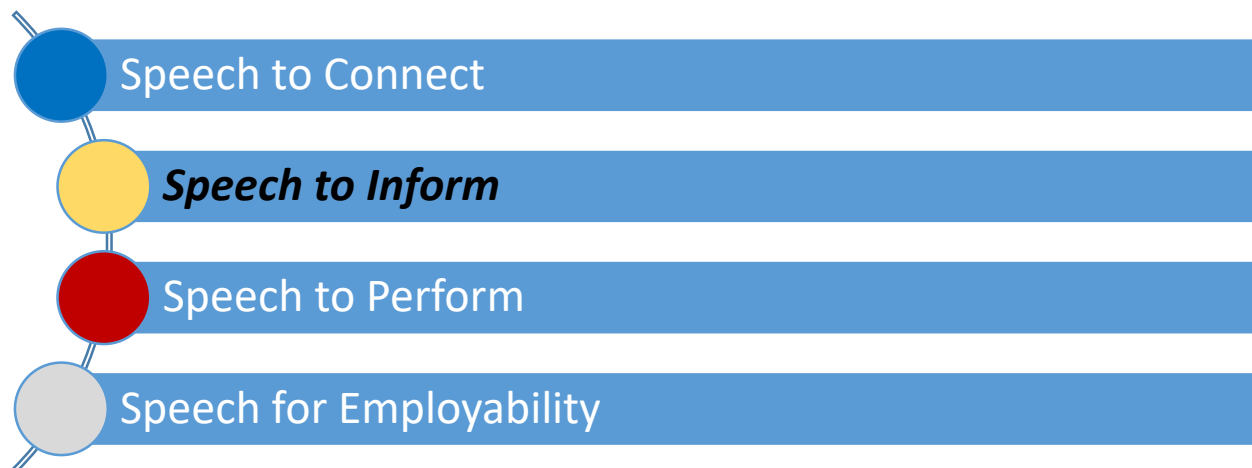 Speech to Connect
Speech to Inform
Speech to Perform
Speech for Employability